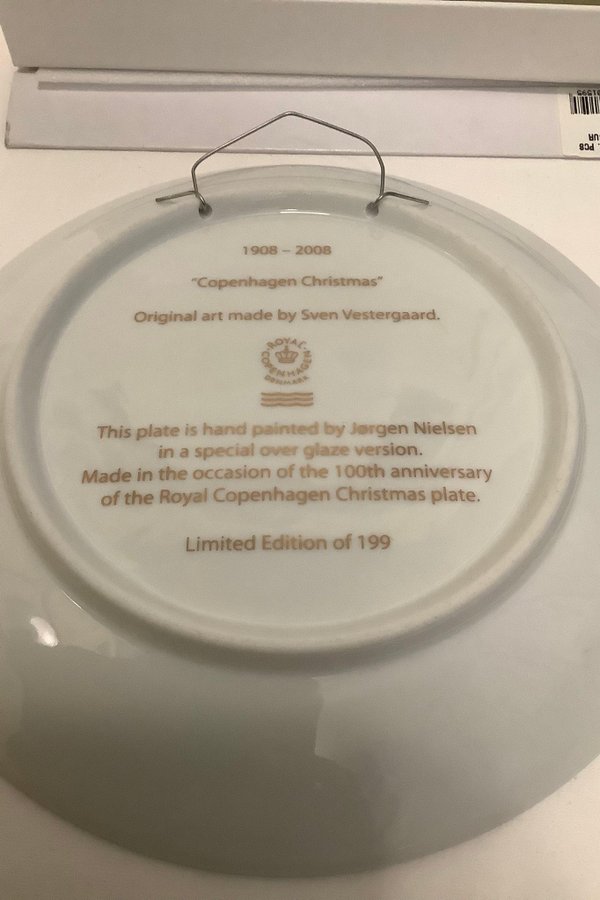 1908 – 2008
"Copenhagen Christmas"
Original art made by Sven Vestergaard.
ROYAL
COPENHAGEN
DENMARK
This plate is hand painted by Jørgen Nielsen
in a special over glaze version.
Made in the occasion of the 100th anniversary
of the Royal Copenhagen Christmas plate.
Limited Edition of 199
PCB